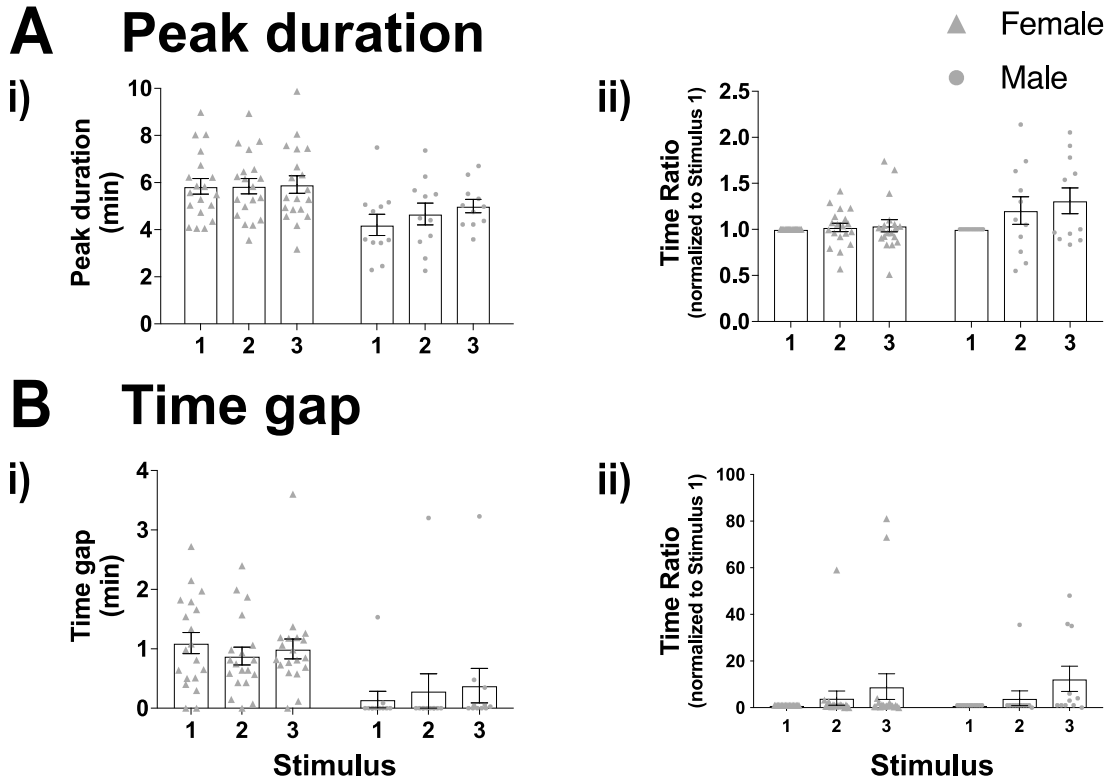 A Peak duration
Female
Male
i)
Peak duration
(min)
10
8
6
4
2
0
1 2 3 1 2 3
ii)
Time Ratio
(normalized to Stimulus 1)
2.5
2.0
1.5
1.0
0.5
0.0
1 2 3 1 2 3
B Time gap
i)
Time gap
(min)
4
3
2
1
0
1 2 3 1 2 3
Stimulus
ii)
Time Ratio
(normalized to Stimulus 1)
100
80
60
40
20
0
1 2 3 1 2 3
Stimulus